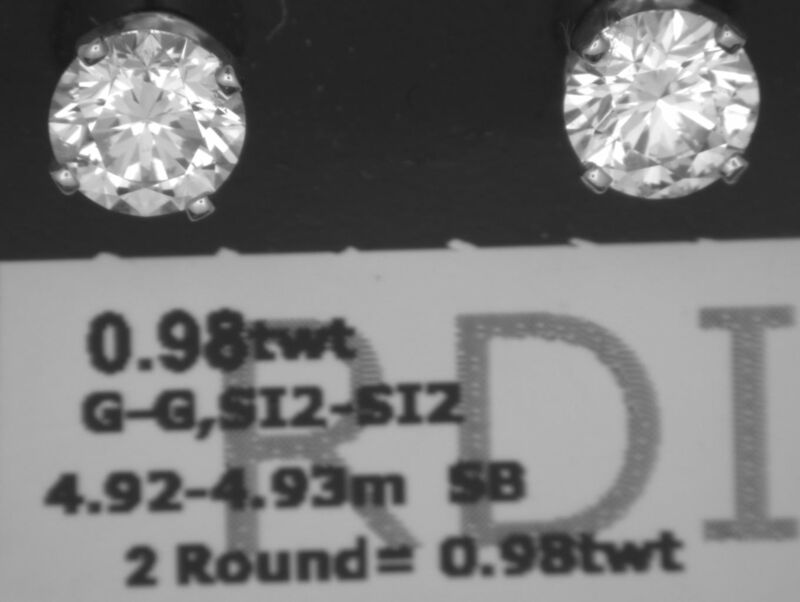 0.98twt
G-G,SI2-SI2
4.92-4.93m SB
2 Round= 0.98twt
RDI